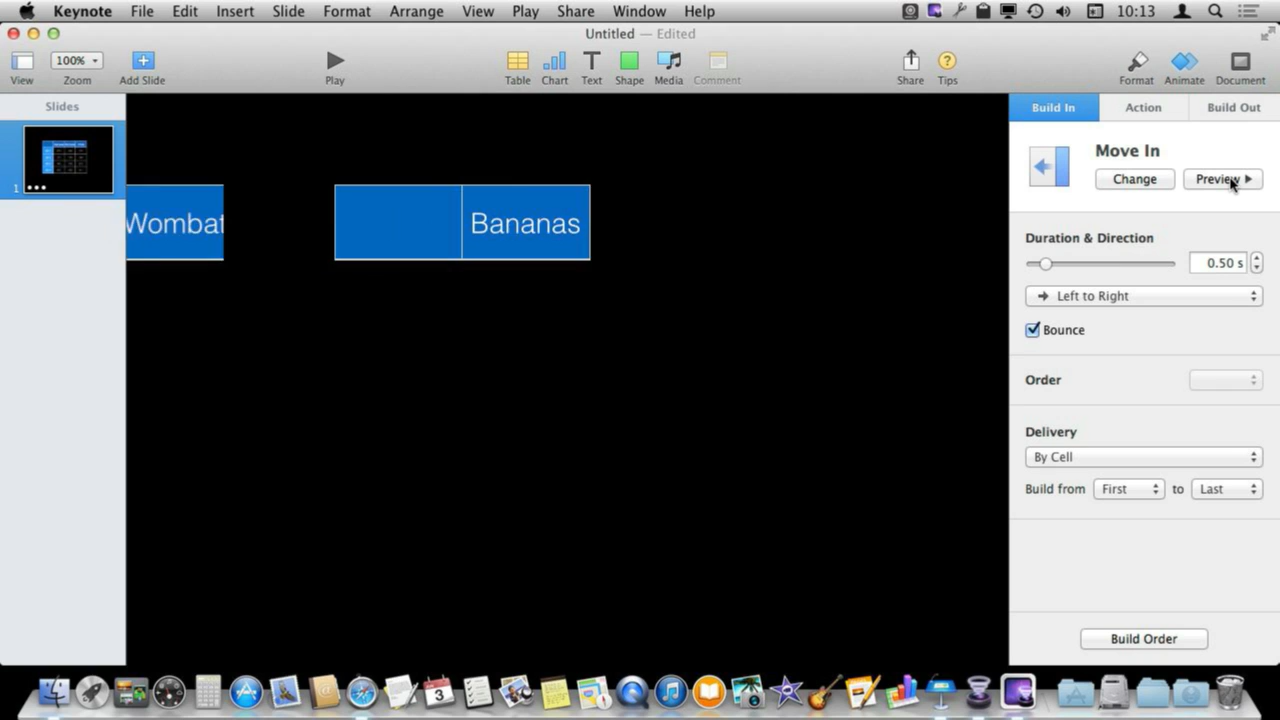 Keynote File Edit Insert Slide Format Arrange View Play Share Window Help 10:13
Untitled — Edited
100%
View Zoom Add Slide Play Table Chart Text Shape Media Comment Share Tips Format Animate Document
Slides
Build In Action Build Out
1
Move In
Change Preview
Wombat
Bananas
Duration & Direction
0.50 s
Left to Right
Bounce
Order
Delivery
By Cell
Build from First to Last
Build Order
3